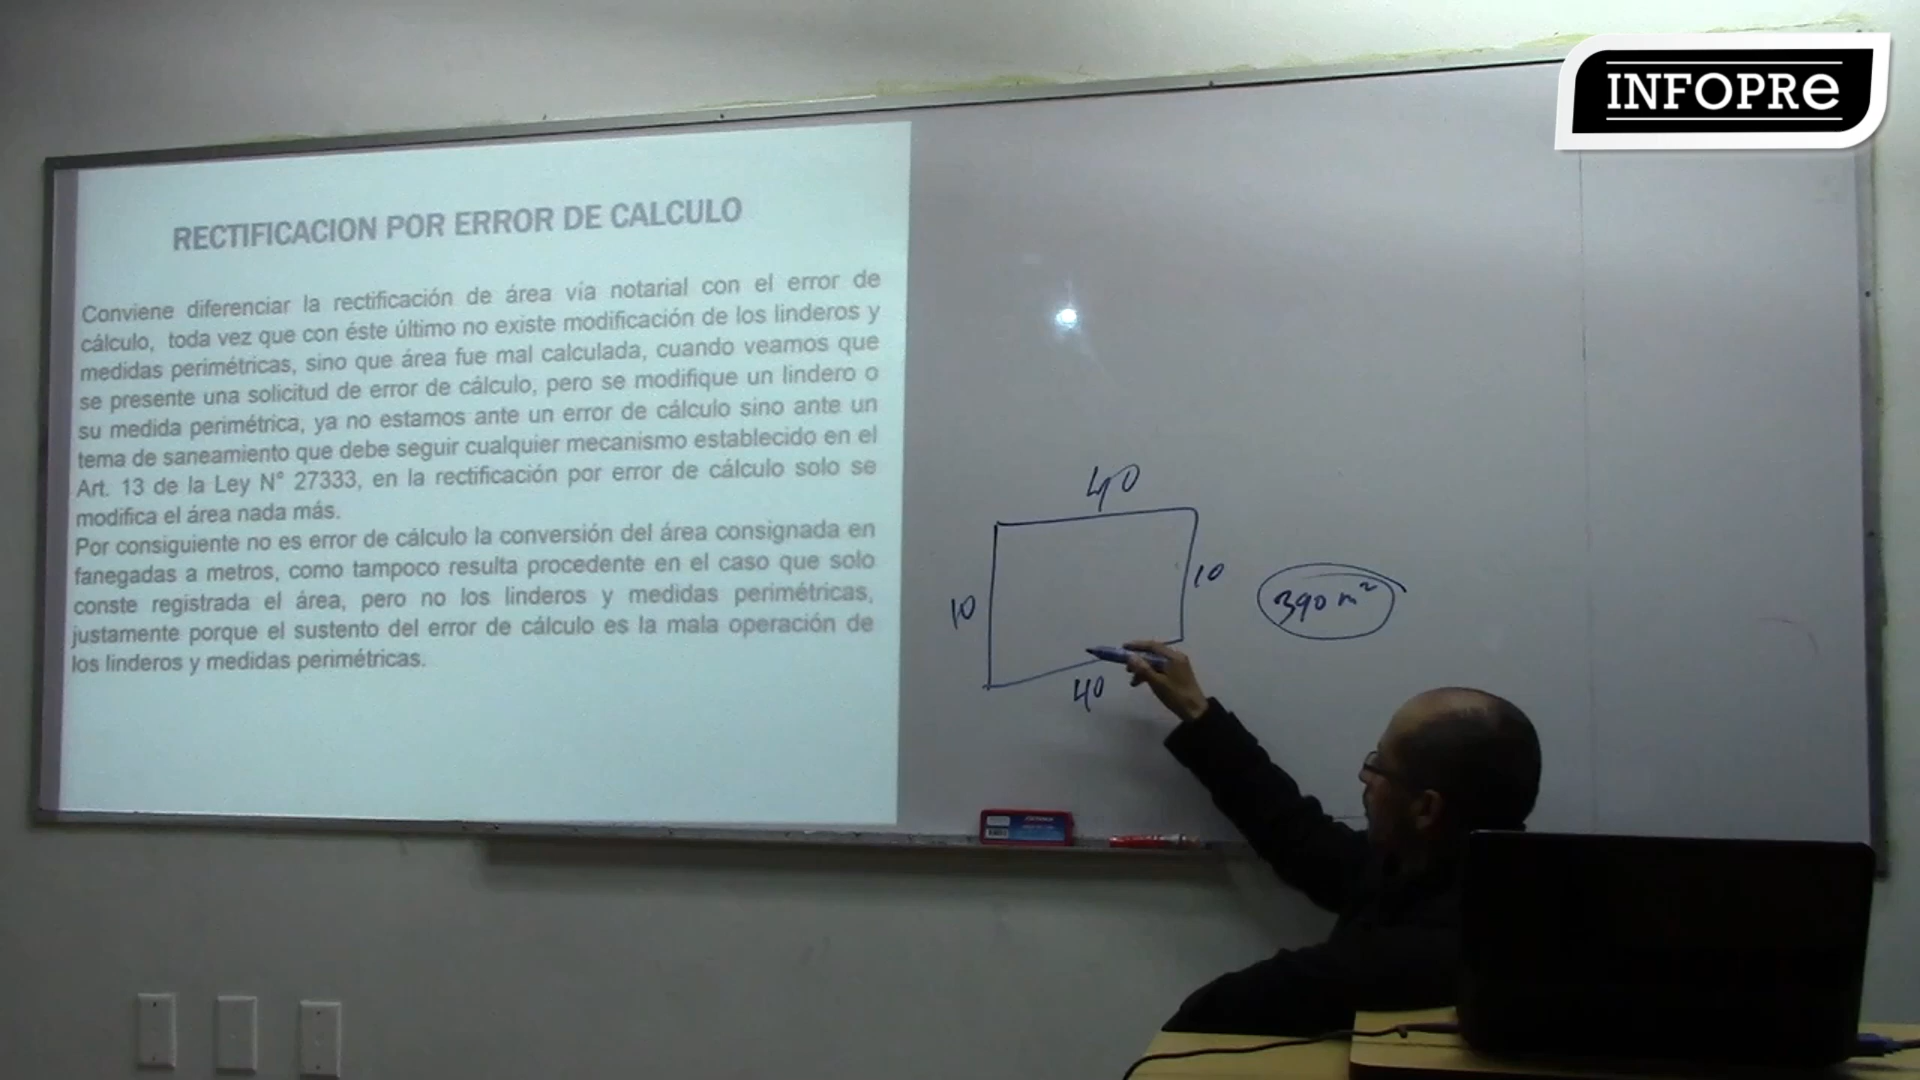 INFOPRe
RECTIFICACION POR ERROR DE CALCULO
Conviene diferenciar la rectificación de área vía notarial con el error de
cálculo, toda vez que con éste último no existe modificación de los linderos y
medidas perimétricas, sino que área fue mal calculada, cuando veamos que
se presente una solicitud de error de cálculo, pero se modifique un lindero o
su medida perimétrica, ya no estamos ante un error de cálculo sino ante un
tema de saneamiento que debe seguir cualquier mecanismo establecido en el
Art. 13 de la Ley N° 27333, en la rectificación por error de cálculo solo se
modifica el área nada más.
Por consiguiente no es error de cálculo la conversión del área consignada en
fanegadas a metros, como tampoco resulta procedente en el caso que solo
conste registrada el área, pero no los linderos y medidas perimétricas,
justamente porque el sustento del error de cálculo es la mala operación de
los linderos y medidas perimétricas.
40
10
10
390 m²
40